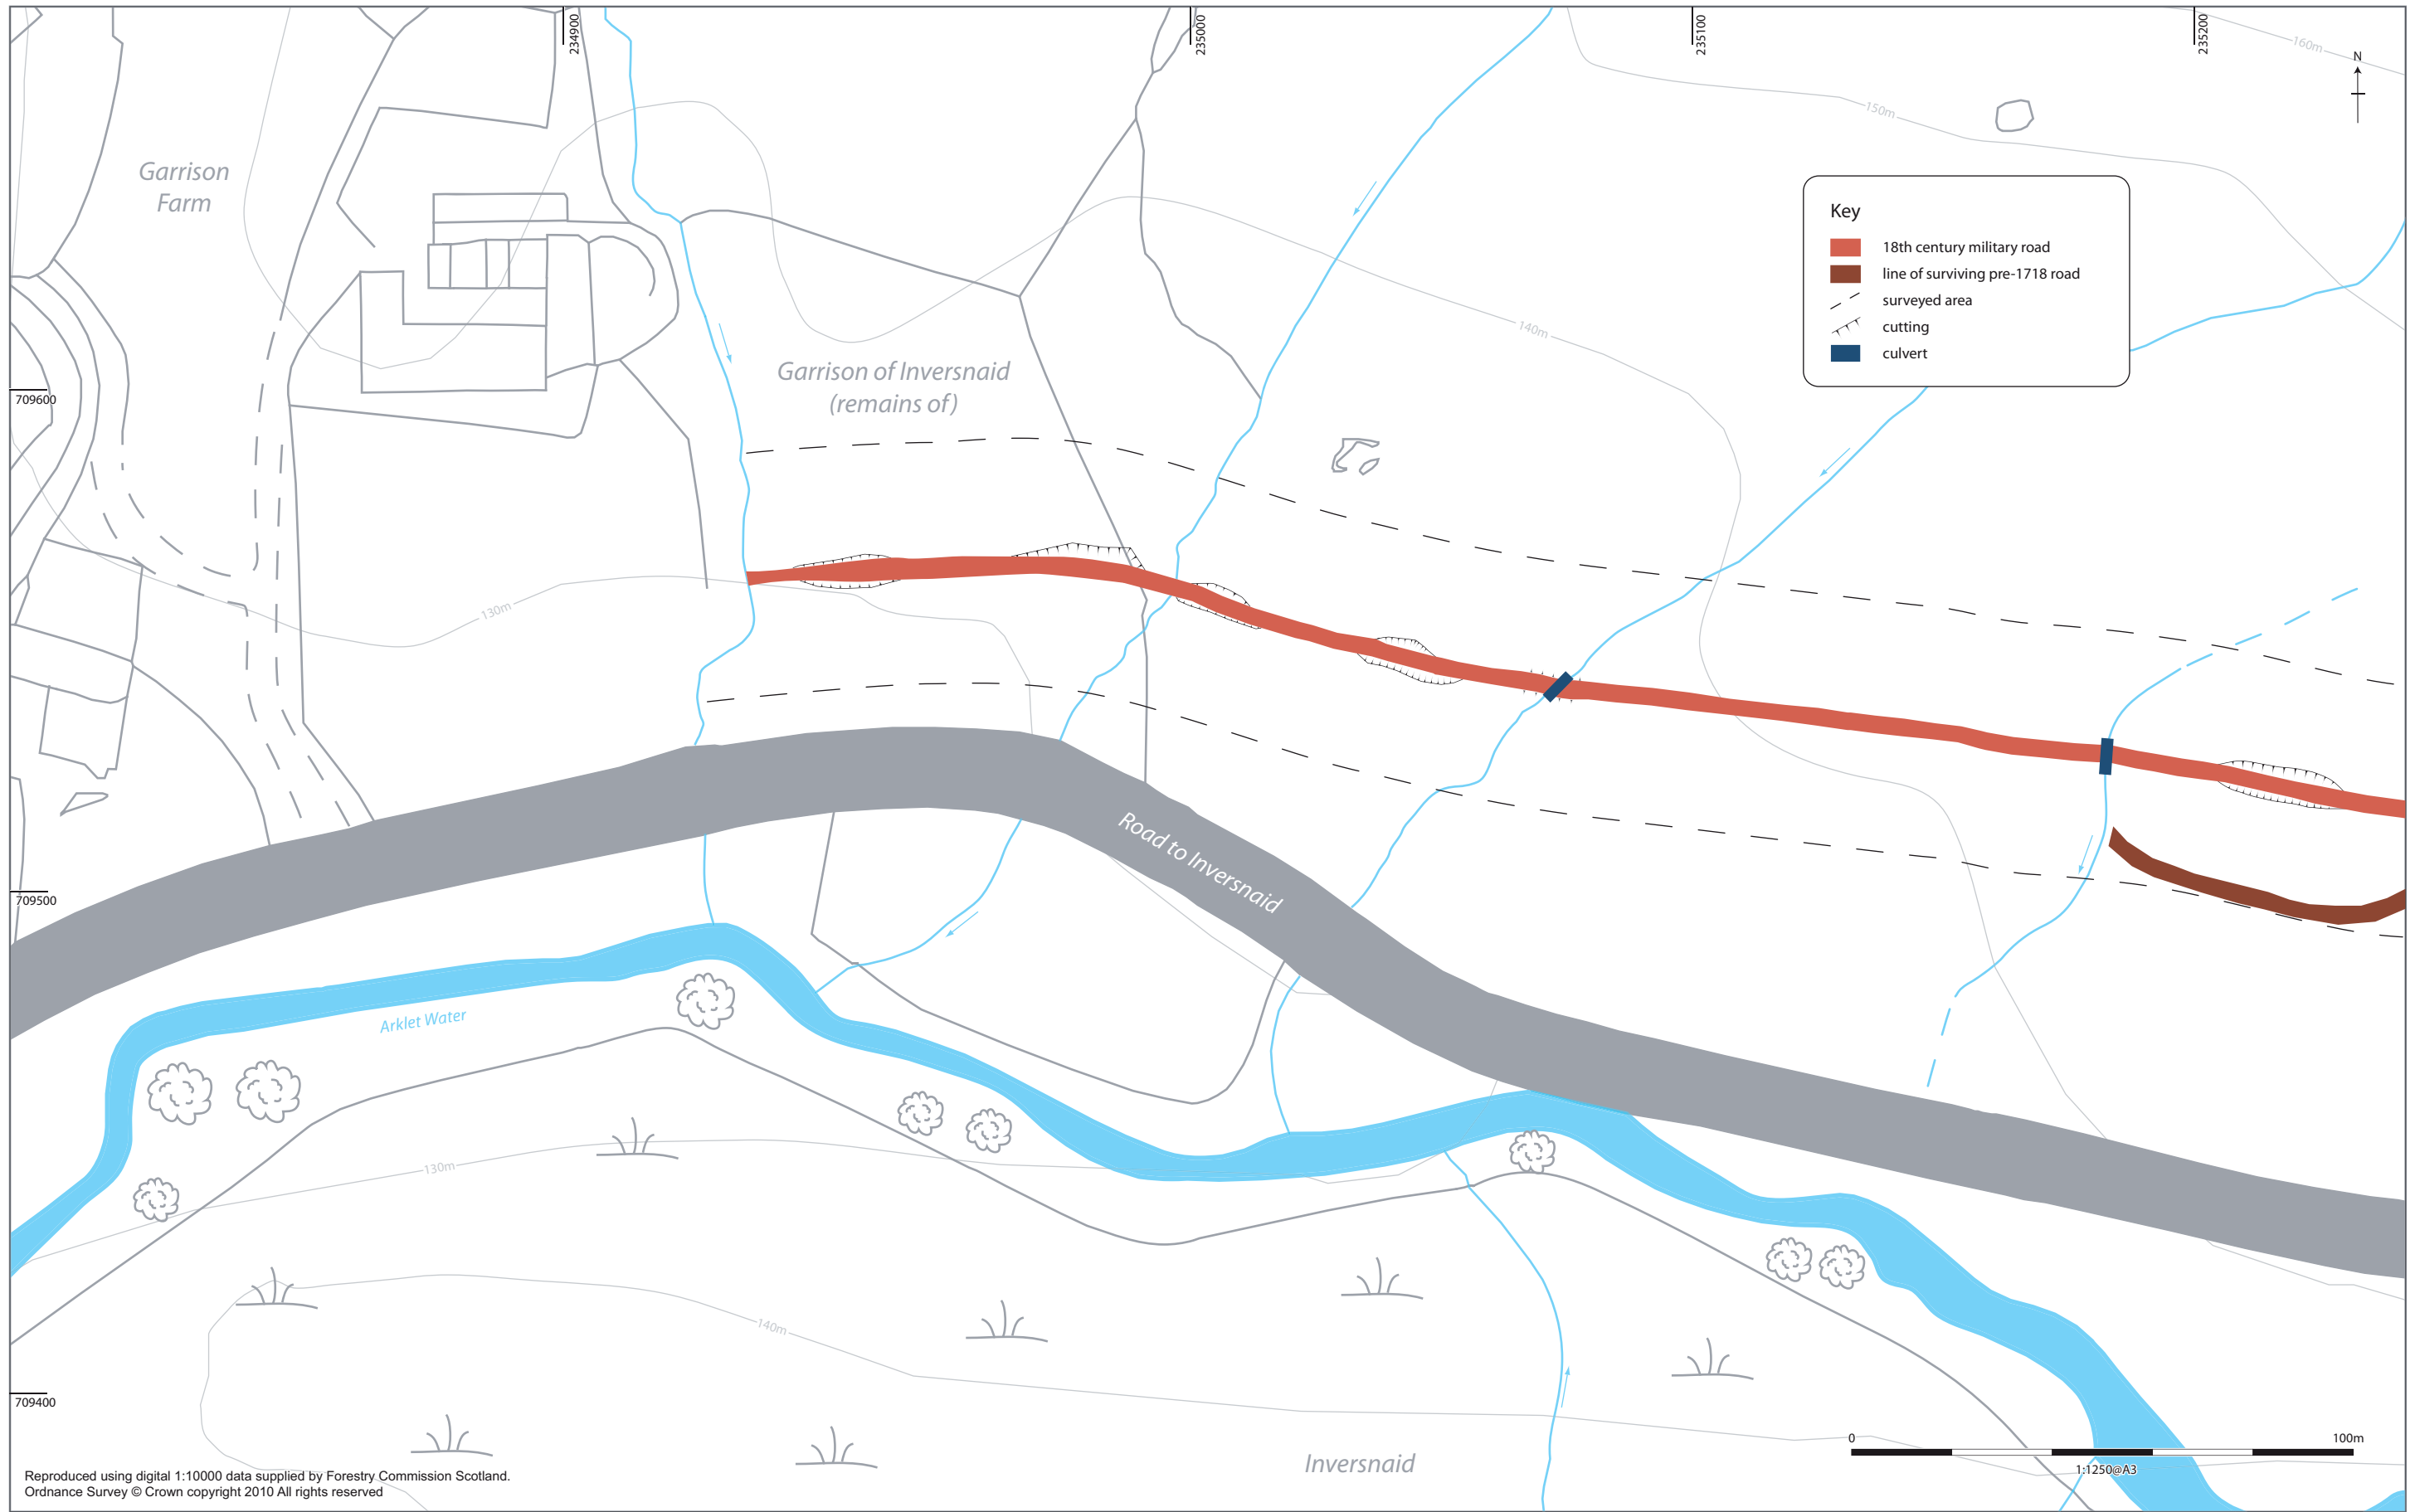 234900
235000
235100
235200
160m
N
150m
Garrison
Farm
Key
18th century military road
line of surviving pre-1718 road
surveyed area
cutting
culvert
140m
Garrison of Inversnaid
(remains of)
709600
130m
Road to Inversnaid
709500
Arklet Water
130m
140m
709400
0
100m
1:1250@A3
Inversnaid
Reproduced using digital 1:10000 data supplied by Forestry Commission Scotland.
Ordnance Survey © Crown copyright 2010 All rights reserved